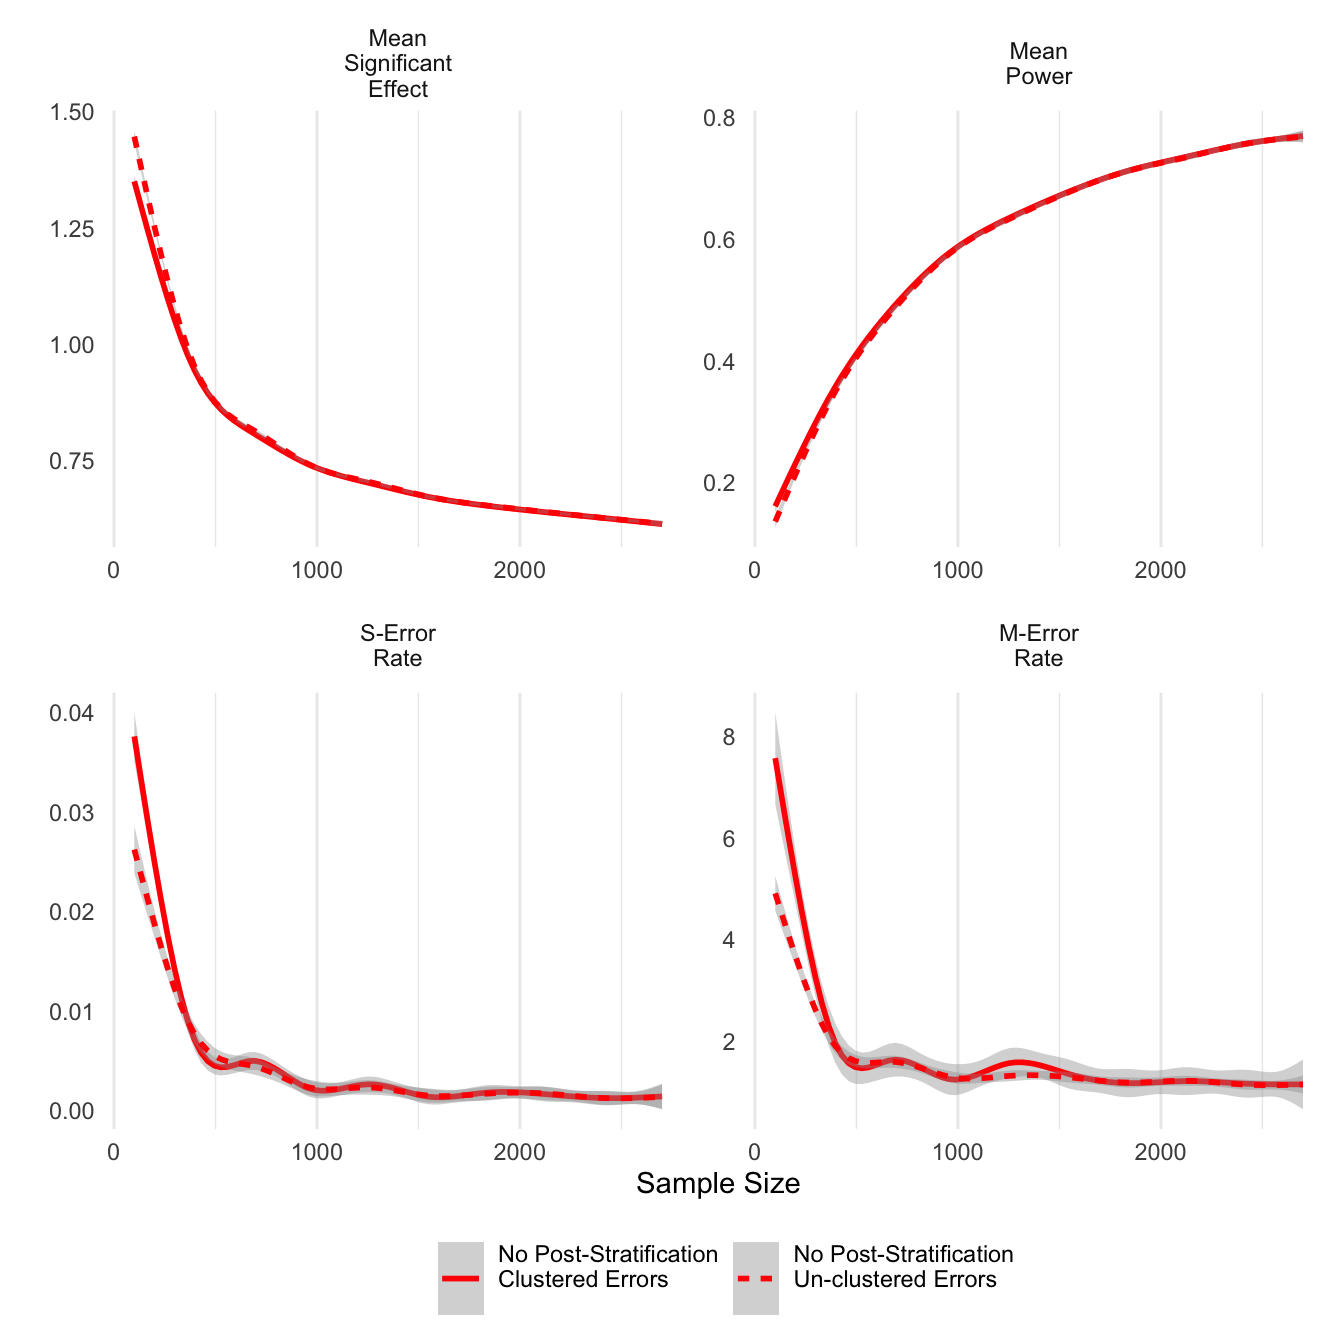 Mean
Significant
Effect
Mean
Power
1.50
1.25
1.00
0.75
0
1000
2000
0.8
0.6
0.4
0.2
0
1000
2000
S-Error
Rate
M-Error
Rate
0.04
0.03
0.02
0.01
0.00
0
1000
2000
8
6
4
2
0
1000
2000
Sample Size
No Post-Stratification
Clustered Errors
No Post-Stratification
Un-clustered Errors